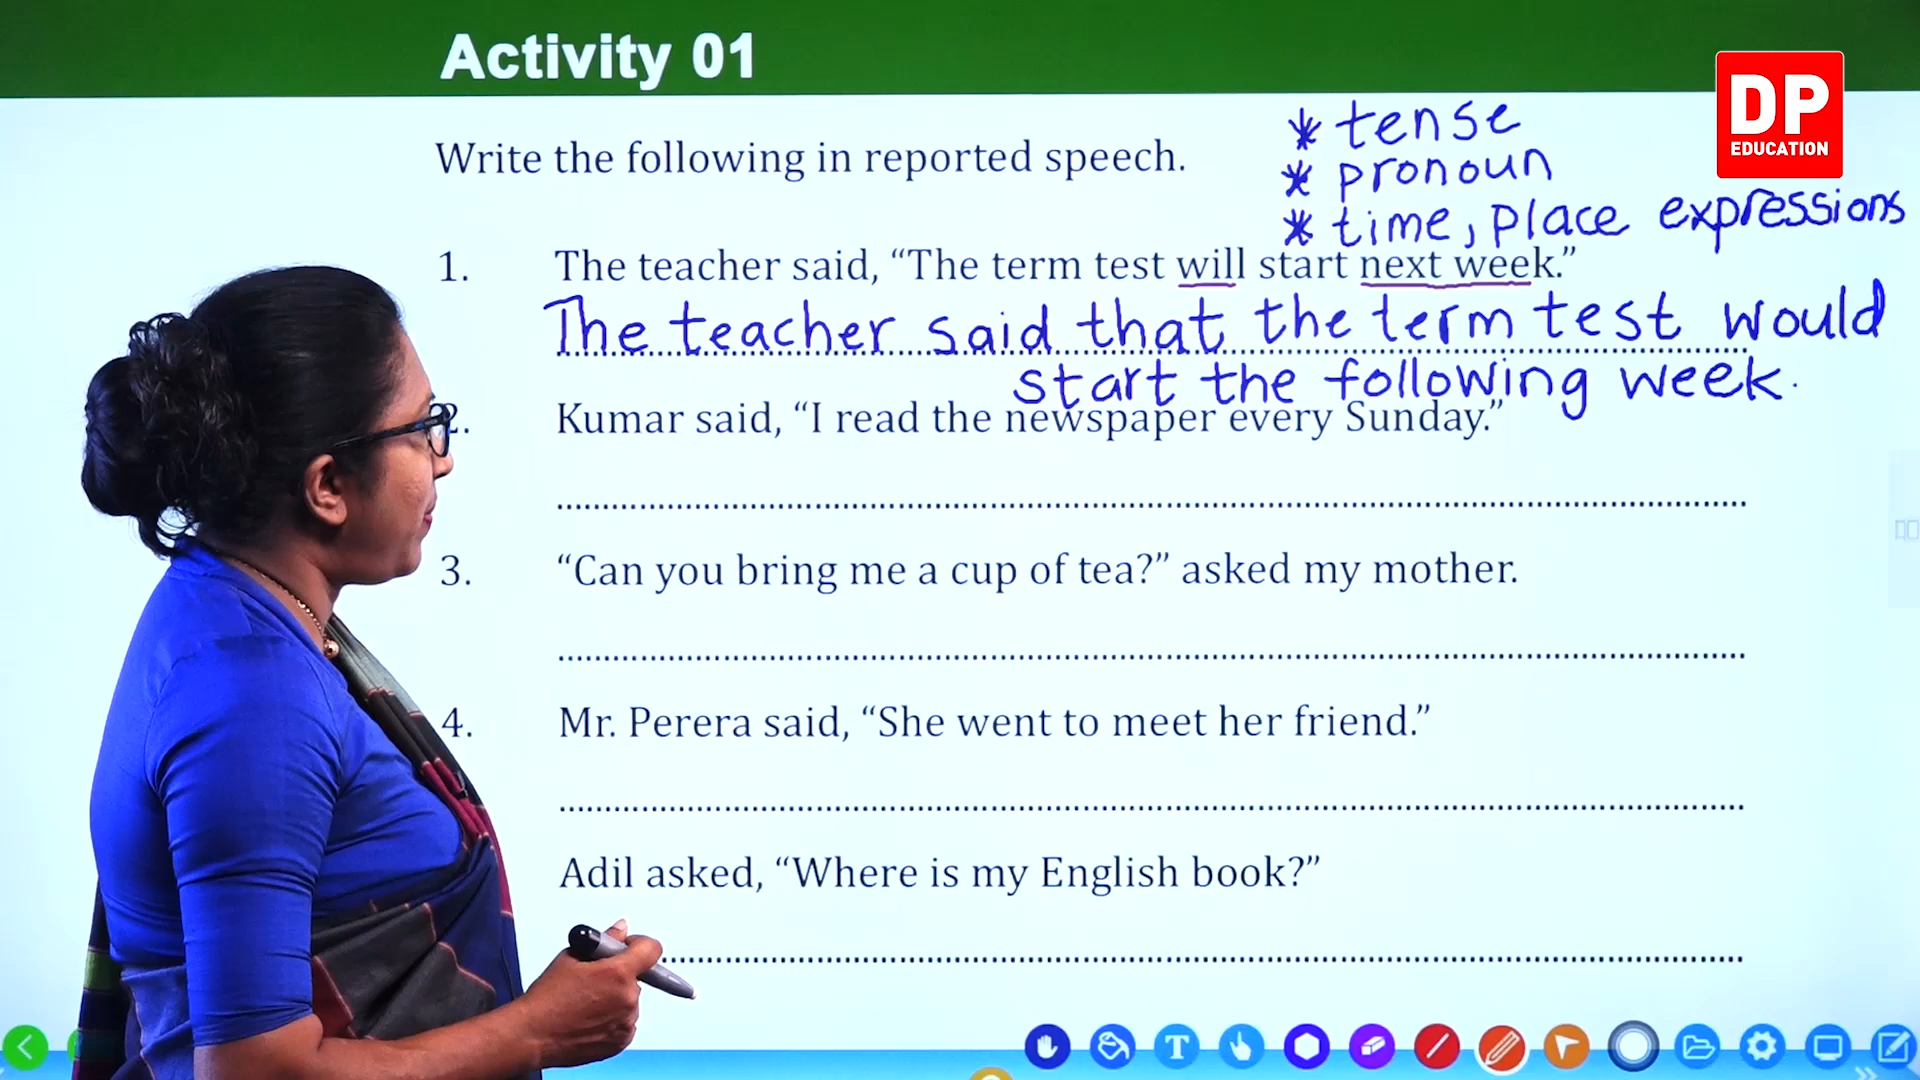 Activity 01
DP
EDUCATION
* tense
Write the following in reported speech.
* pronoun
* time, place expressions
1. The teacher said, “The term test will start next week.”
The teacher said that the term test would
start the following week.
2. Kumar said, “I read the newspaper every Sunday.”
3. “Can you bring me a cup of tea?” asked my mother.
4. Mr. Perera said, “She went to meet her friend.”
Adil asked, “Where is my English book?”
T